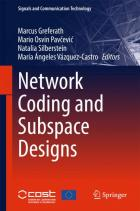 Signals and Communication Technology
Marcus Greferath
Mario Osvin Pavčević
Natalia Silberstein
María Ángeles Vázquez-Castro Editors
Network
Coding and
Subspace
Designs
cost
Springer